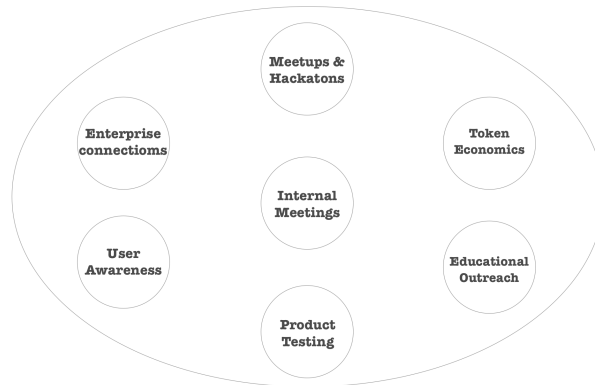 Meetups &
Hackatons
Enterprise
connectioms
Token
Economics
Internal
Meetings
User
Awareness
Educational
Outreach
Product
Testing